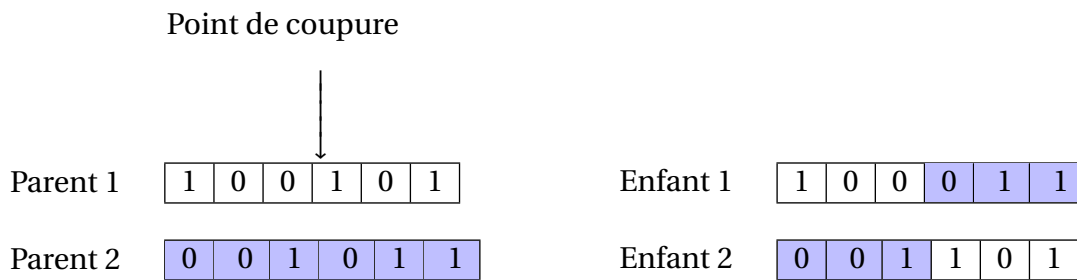 Point de coupure
Parent 1 1 0 0 1 0 1 Enfant 1 1 0 0 0 1 1
Parent 2 0 0 1 0 1 1 Enfant 2 0 0 1 1 0 1